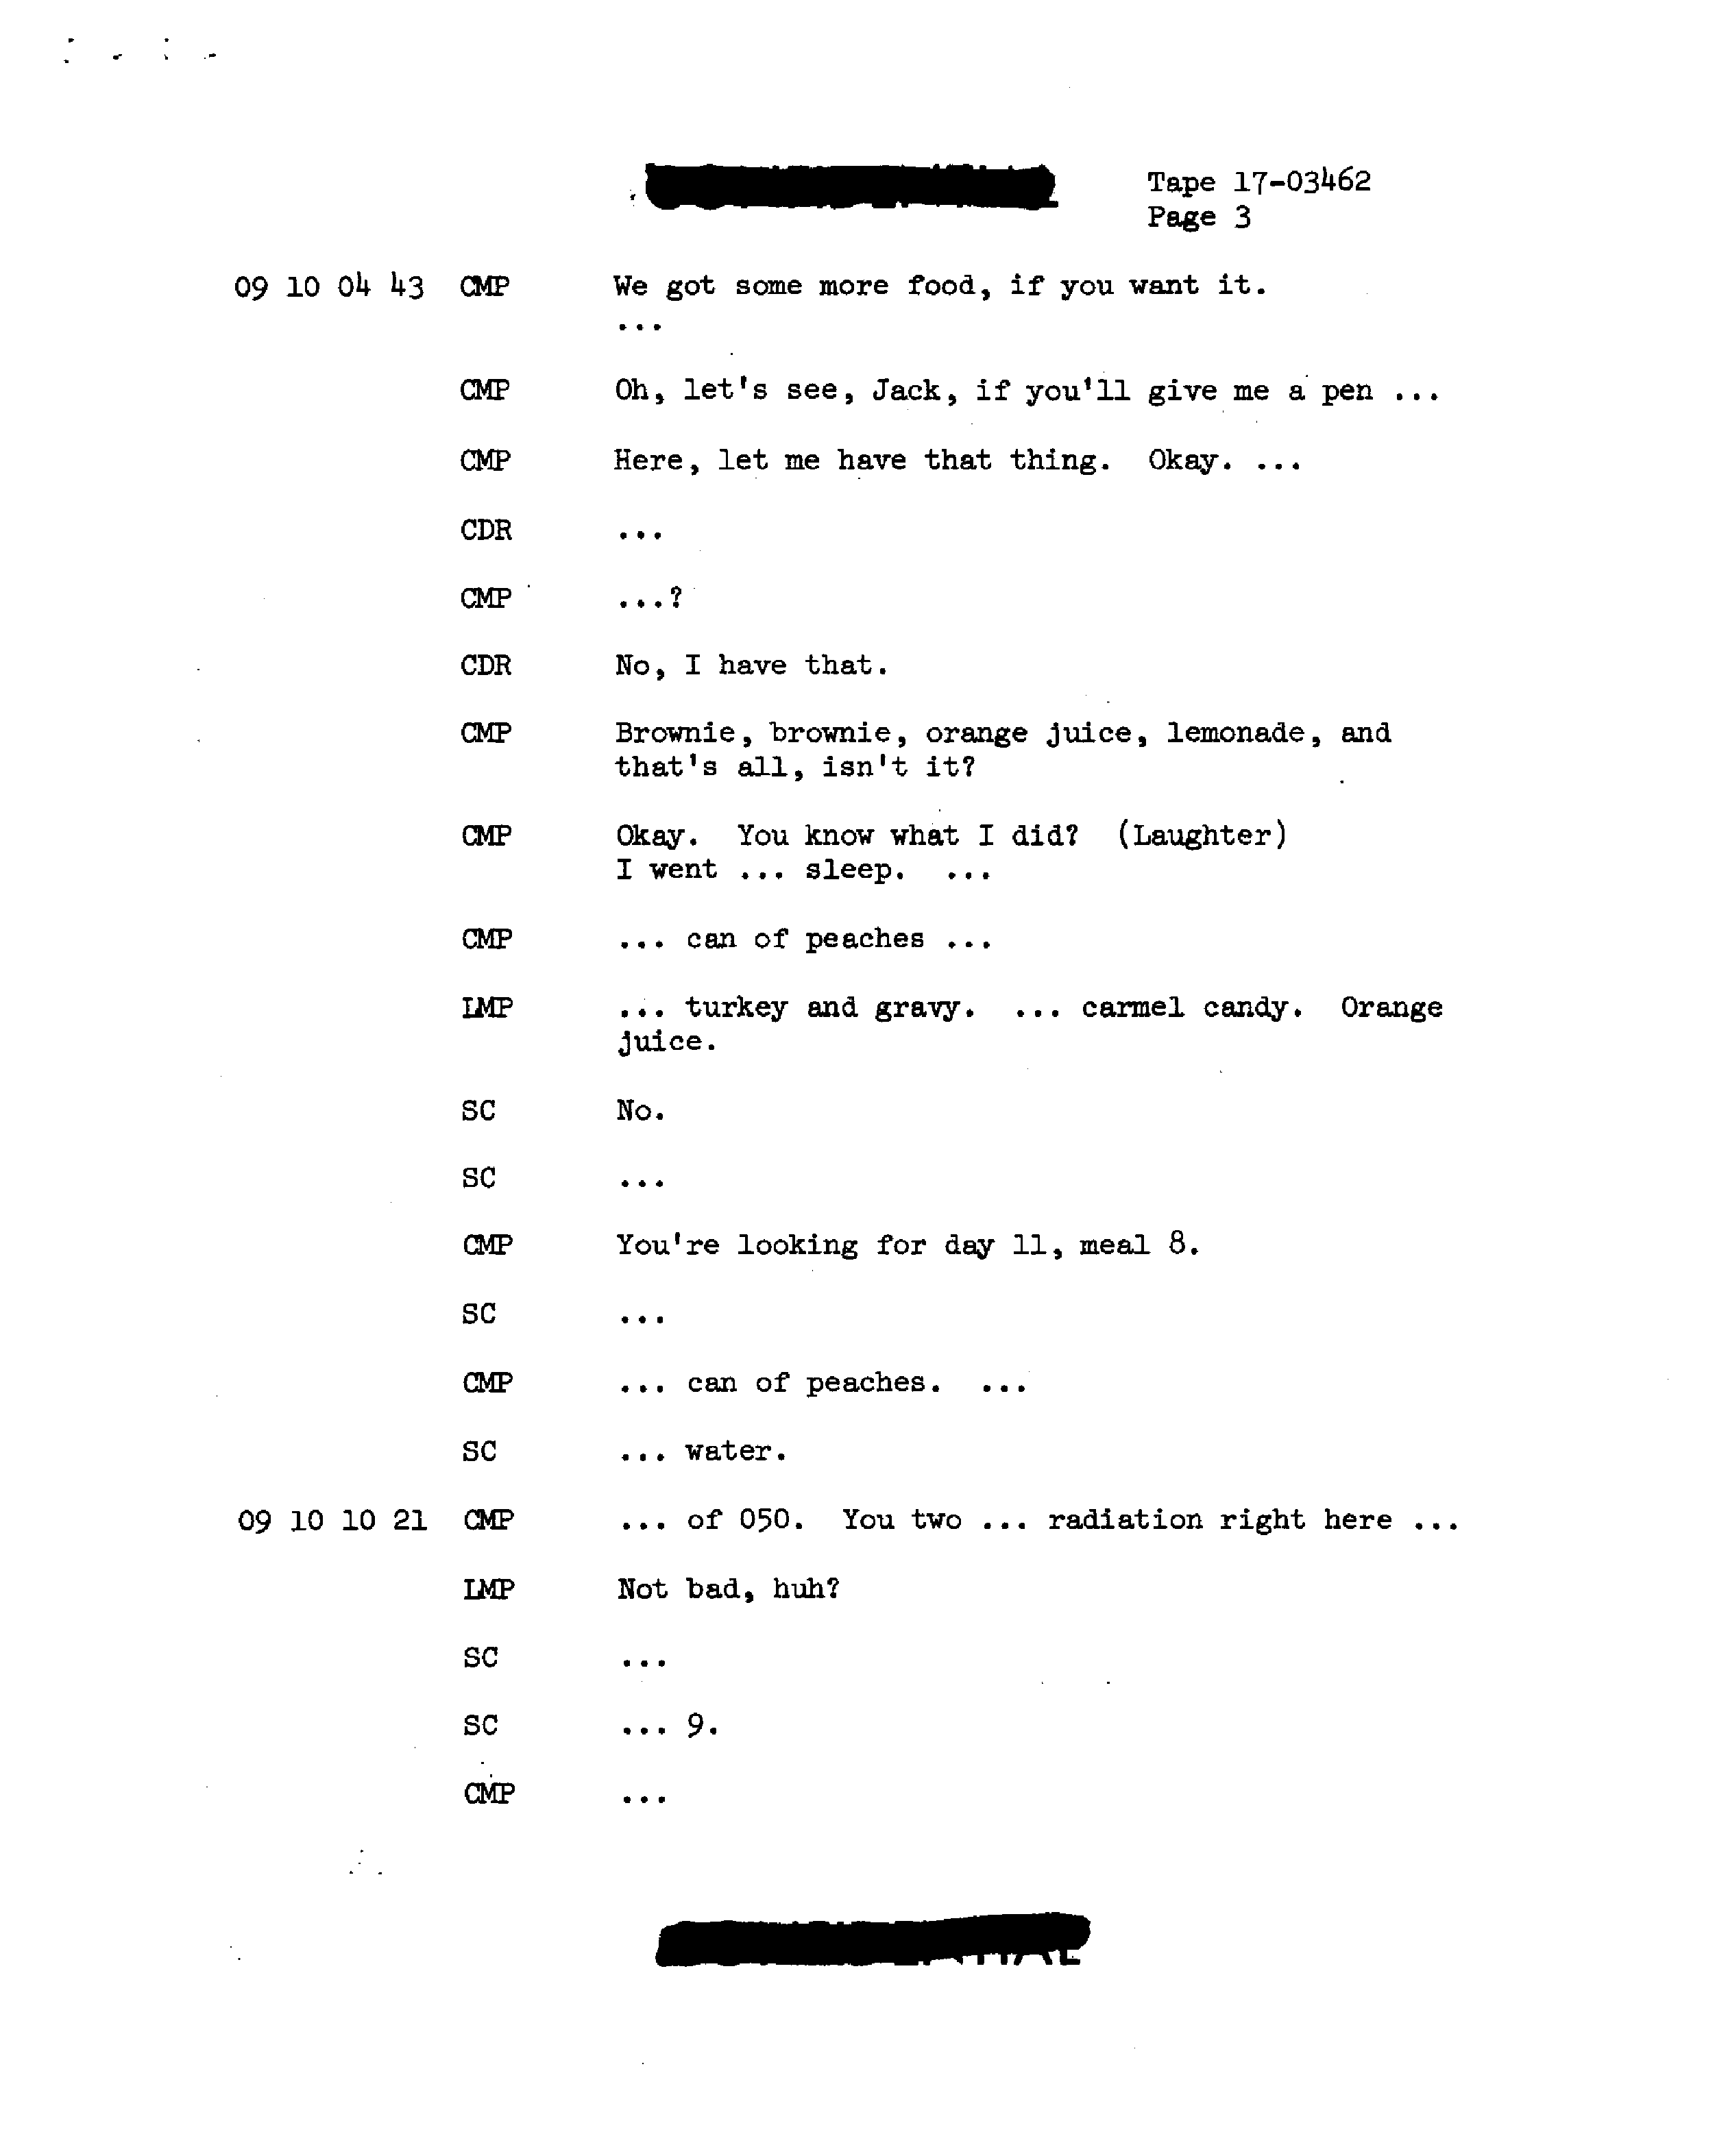 Tape 17-03462
Page 3
09 10 04 43 CMP We got some more food, if you want it.
...
CMP Oh, let's see, Jack, if you'll give me a pen ...
CMP Here, let me have that thing. Okay. ...
CDR ...
CMP ...?
CDR No, I have that.
CMP Brownie, brownie, orange juice, lemonade, and
that's all, isn't it?
CMP Okay. You know what I did? (Laughter)
I went ... sleep. ...
CMP ... can of peaches ...
LMP ... turkey and gravy. ... carmel candy. Orange
juice.
SC No.
SC ...
CMP You're looking for day 11, meal 8.
SC ...
CMP ... can of peaches. ...
SC ... water.
09 10 10 21 CMP ... of 050. You two ... radiation right here ...
LMP Not bad, huh?
SC ...
SC ... 9.
CMP ...